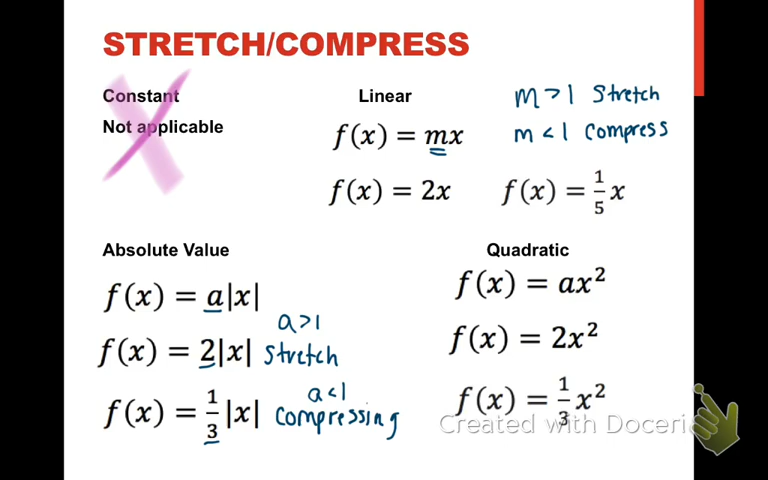 STRETCH/COMPRESS
Constant
Not applicable
Linear
f(x) = mx
m > 1 Stretch
m < 1 Compress
f(x) = 2x
f(x) = 1/5 x
Absolute Value
f(x) = a|x|
a > 1
f(x) = 2|x| Stretch
a < 1
f(x) = 1/3 |x| Compressing
Quadratic
f(x) = ax²
f(x) = 2x²
f(x) = 1/3 x²
Created with Doceri